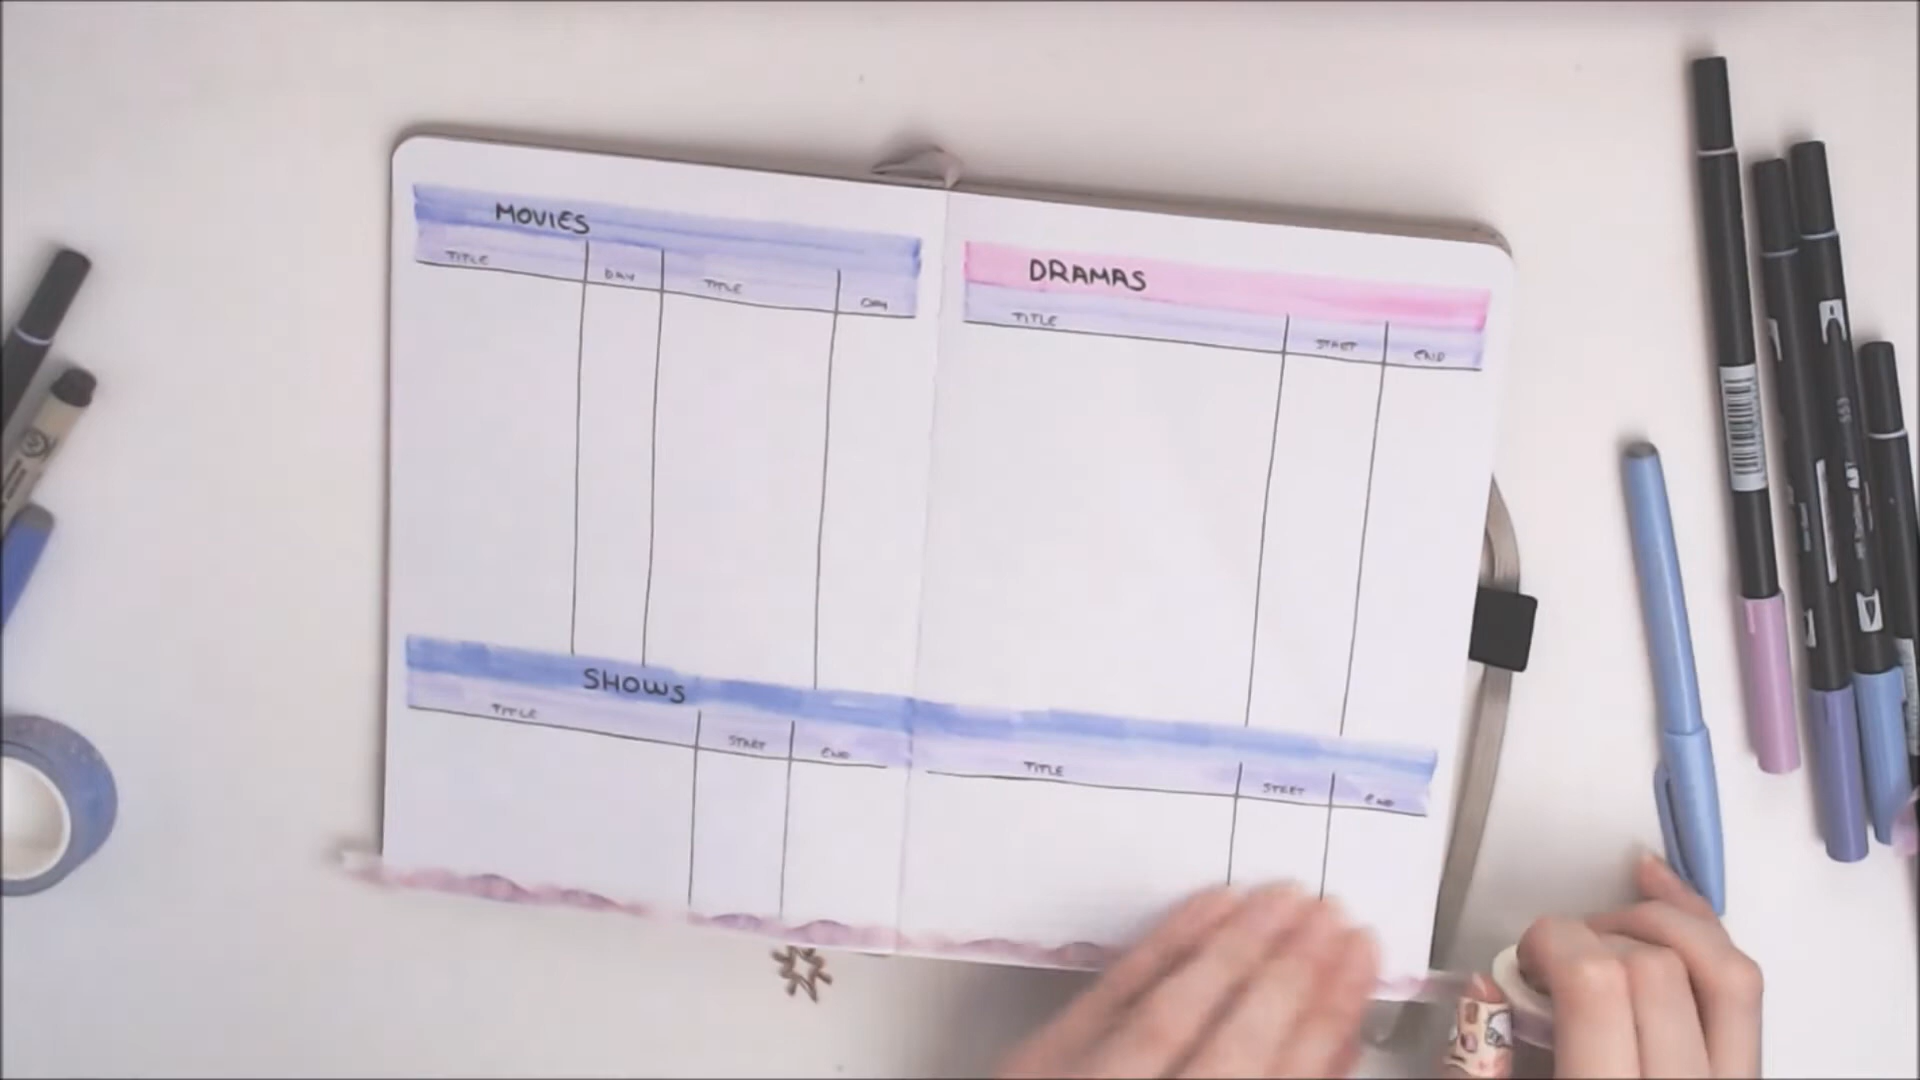 MOVIES
TITLE DAY TITLE DAY
DRAMAS
TITLE START END
SHOWS
TITLE START END
TITLE START END